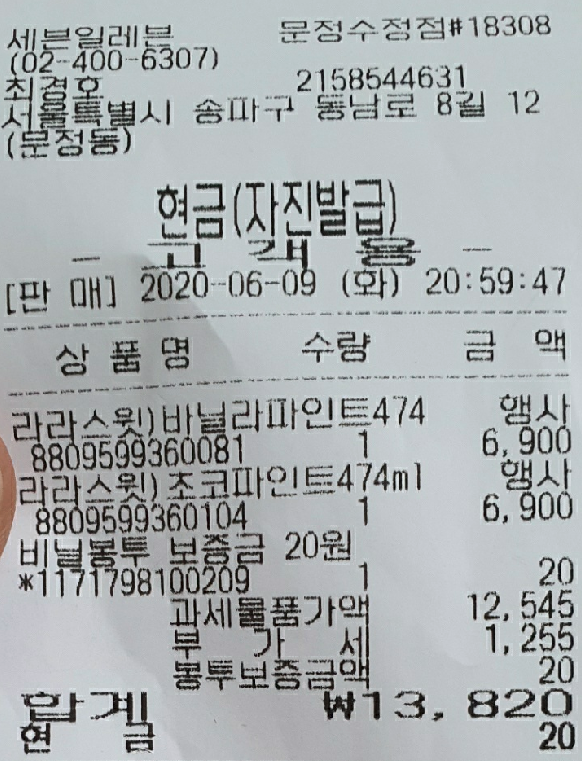 세븐일레븐 문정수정점#18308
(02-400-6307)
최경호 2158544631
서울특별시 송파구 동남로 8길 12
(문정동)
현금(자진발급)
- 고 객 용 -
[판 매] 2020-06-09 (화) 20:59:47
상 품 명 수량 금 액
라라스윗)바닐라파인트474 행사
8809599360081 1 6,900
라라스윗)초코파인트474ml 행사
8809599360104 1 6,900
비닐봉투 보증금 20원
*1171798100209 1 20
과세물품가액 12,545
부 가 세 1,255
봉투보증금액 20
합계 ₩13,820
현 금 20